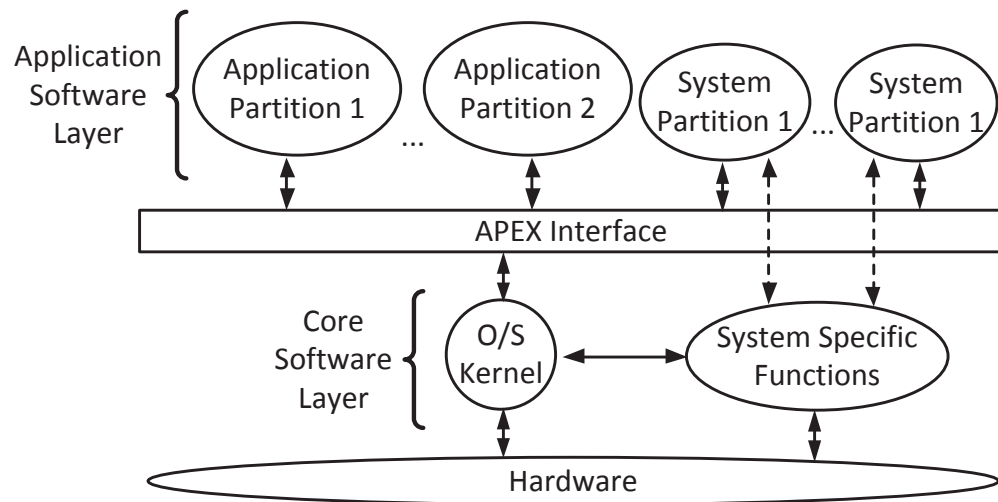 Application
Software
Layer
Application
Partition 1
...
Application
Partition 2
System
Partition 1
...
System
Partition 1
APEX Interface
Core
Software
Layer
O/S
Kernel
System Specific
Functions
Hardware